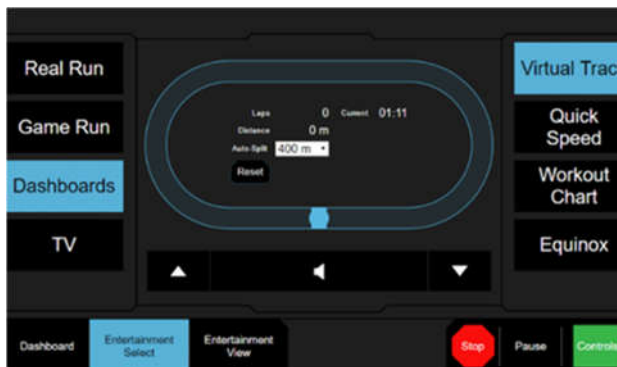 Real Run
Game Run
Dashboards
TV
Laps 0 Current 01:11
Distance 0 m
Auto-Split 400 m
Reset
Virtual Trac
Quick
Speed
Workout
Chart
Equinox
Dashboard
Entertainment
Select
Entertainment
View
Stop
Pause
Controls